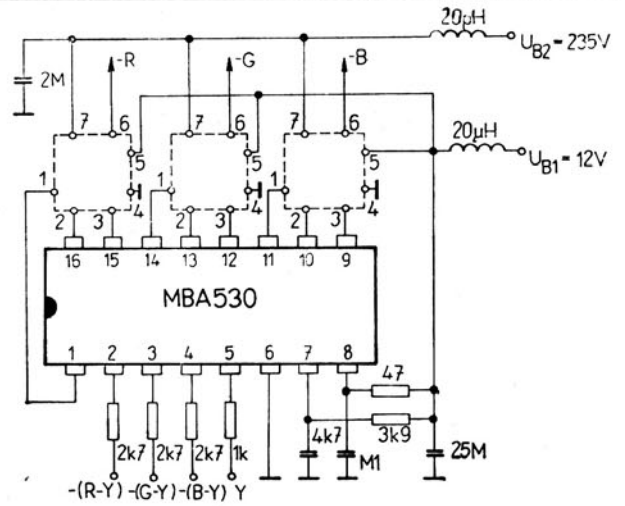 20µH
U_B2 = 235V
-R
-G
-B
2M
7 6 7 6 7 6
20µH
U_B1 = 12V
5 5 5
1 1 1
4 4 4
2 3 2 3 2 3
16 15 14 13 12 11 10 9
MBA530
1 2 3 4 5 6 7 8
47
3k9
2k7 2k7 2k7 1k
4k7
M1
25M
-(R-Y) -(G-Y) -(B-Y) Y